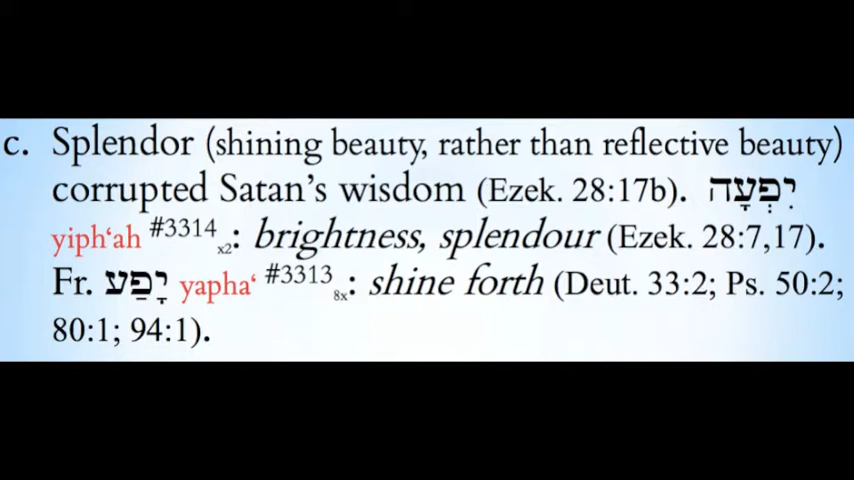 c. Splendor (shining beauty, rather than reflective beauty)
corrupted Satan’s wisdom (Ezek. 28:17b). יִפְעָה
yiph‘ah #3314 x2: brightness, splendour (Ezek. 28:7,17).
Fr. יָפַע yapha‘ #3313 8x: shine forth (Deut. 33:2; Ps. 50:2;
80:1; 94:1).